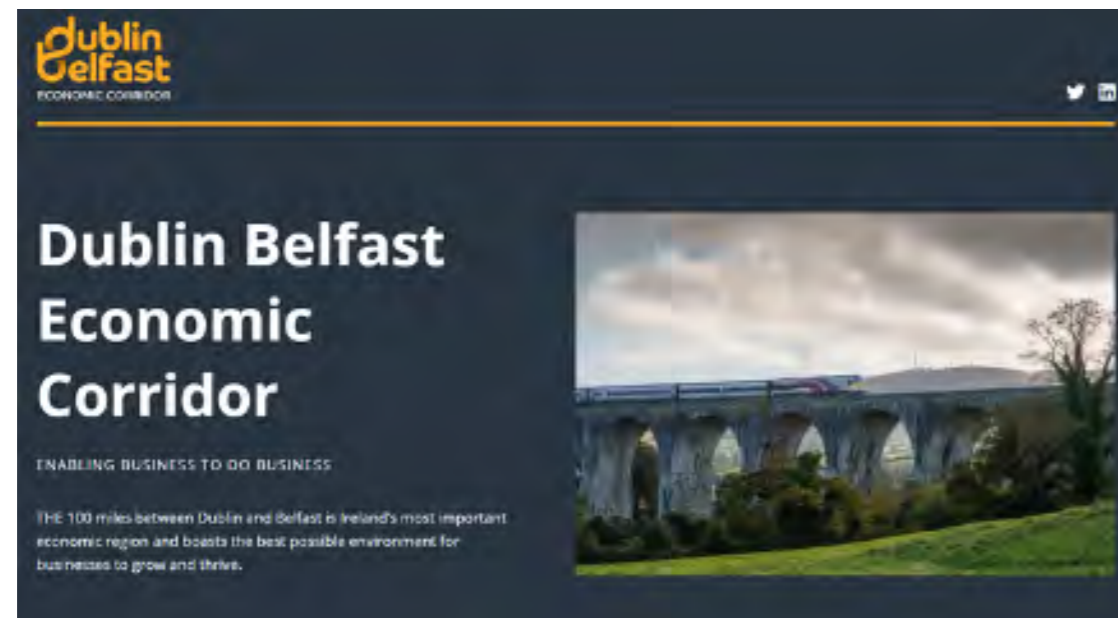 dublin
belfast
ECONOMIC CORRIDOR
Dublin Belfast
Economic
Corridor
ENABLING BUSINESS TO DO BUSINESS
THE 100 miles between Dublin and Belfast is Ireland's most important
economic region and boasts the best possible environment for
businesses to grow and thrive.